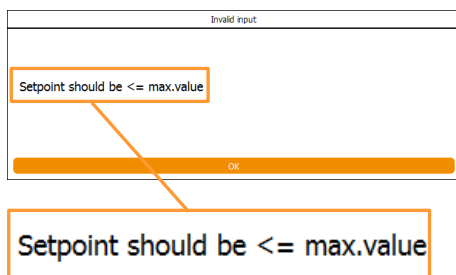 Invalid input
Setpoint should be <= max.value
OK
Setpoint should be <= max.value